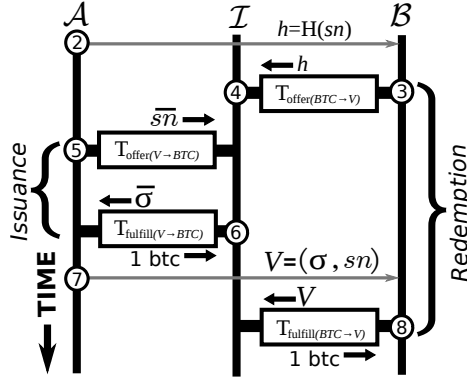 𝒜 ℐ ℬ
② h=H(sn)
← h
④ T_offer(BTC→V) ③
s̅n̅ →
⑤ T_offer(V→BTC)
← σ̅
T_fulfill(V→BTC) ⑥
1 btc →
⑦ V=(σ, sn)
← V
T_fulfill(BTC→V) ⑧
1 btc →
Issuance
TIME
Redemption